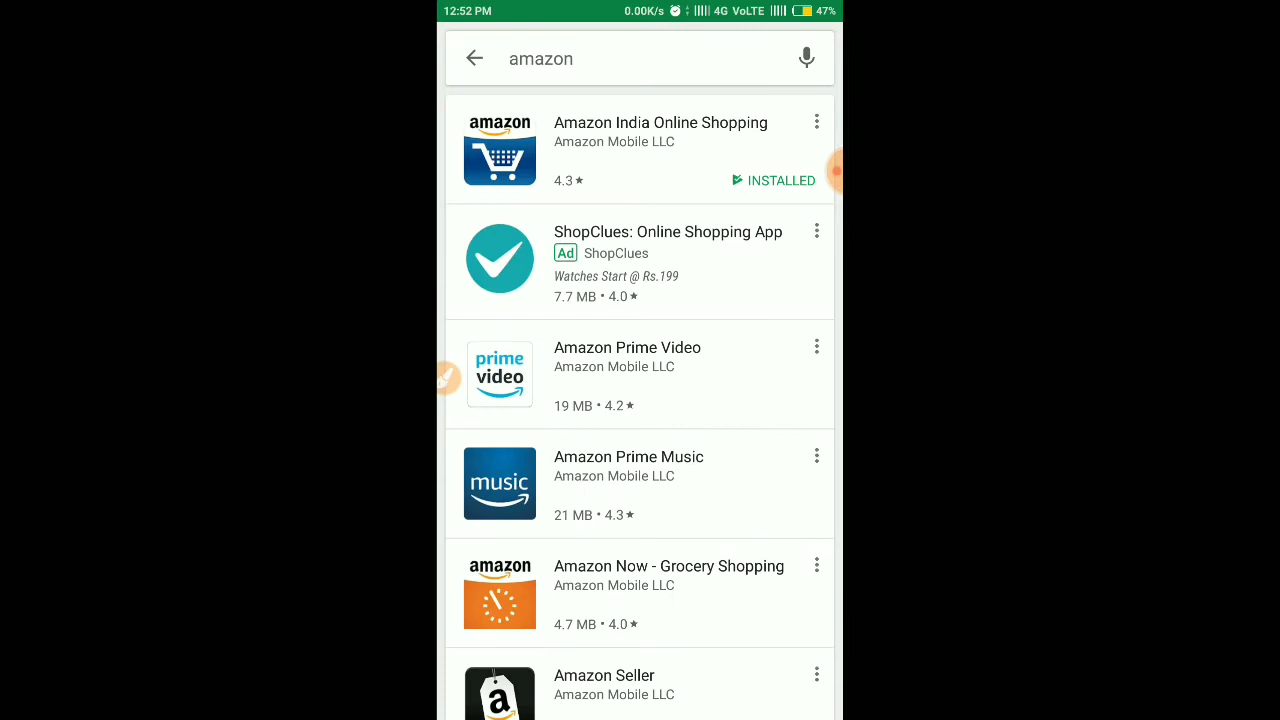 12:52 PM 0.00K/s 4G VoLTE 47%
amazon
amazon
Amazon India Online Shopping
Amazon Mobile LLC
4.3★ INSTALLED
ShopClues: Online Shopping App
Ad ShopClues
Watches Start @ Rs.199
7.7 MB • 4.0★
prime
video
Amazon Prime Video
Amazon Mobile LLC
19 MB • 4.2★
music
Amazon Prime Music
Amazon Mobile LLC
21 MB • 4.3★
amazon
Amazon Now - Grocery Shopping
Amazon Mobile LLC
4.7 MB • 4.0★
a
Amazon Seller
Amazon Mobile LLC